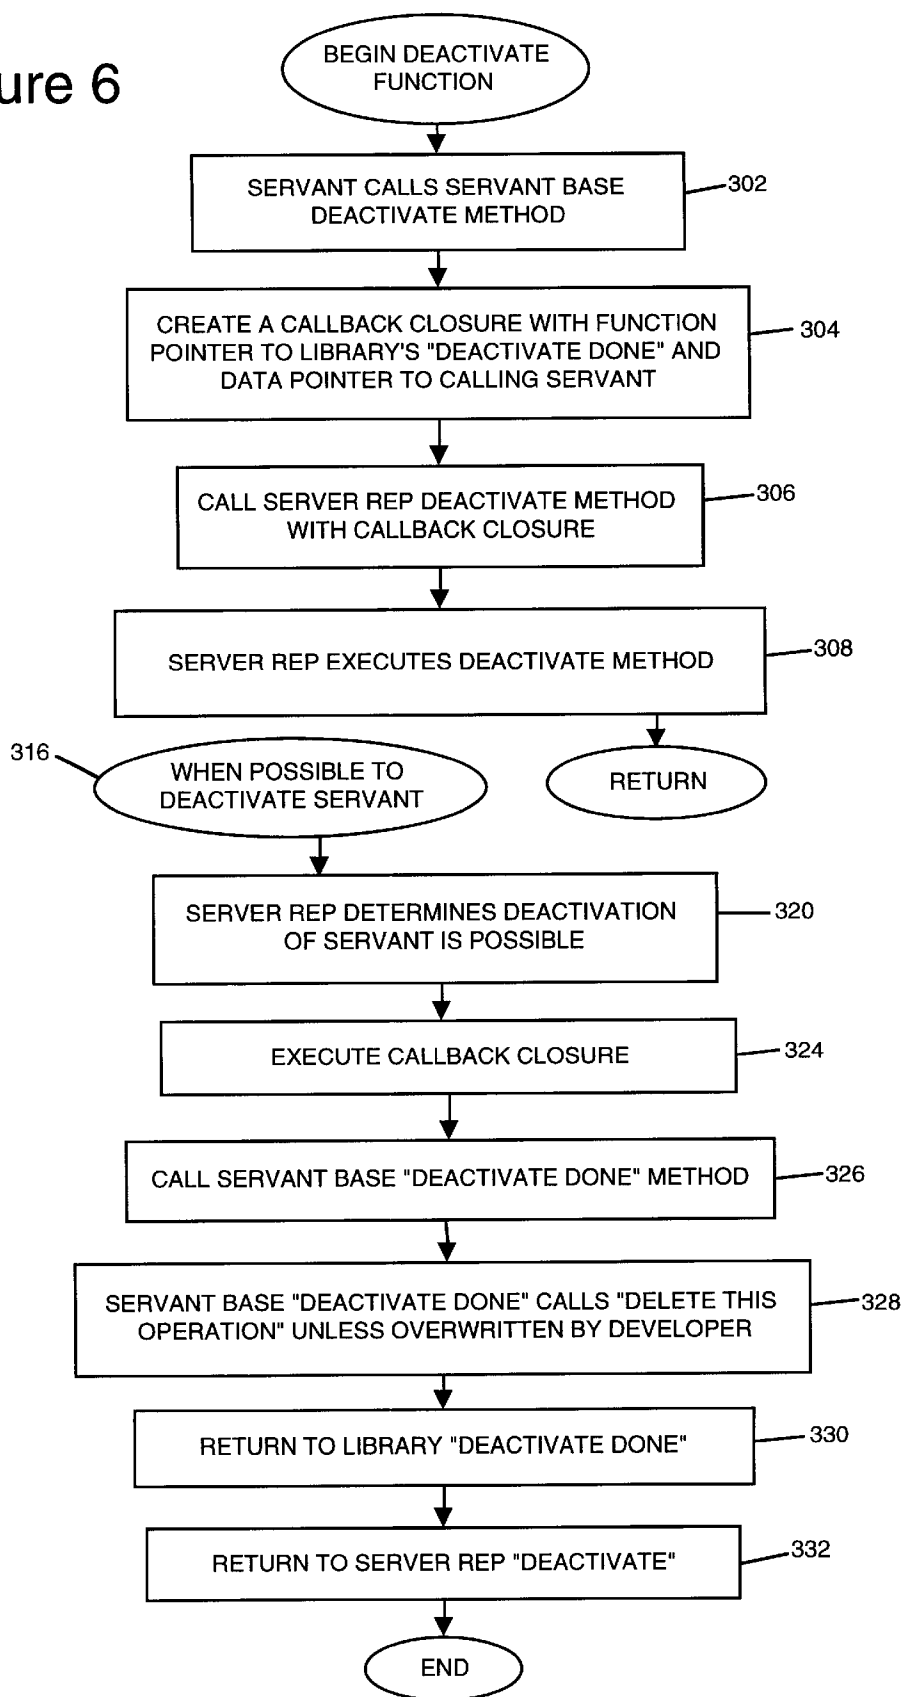 ure 6
BEGIN DEACTIVATE
FUNCTION
SERVANT CALLS SERVANT BASE
DEACTIVATE METHOD
302
CREATE A CALLBACK CLOSURE WITH FUNCTION
POINTER TO LIBRARY'S "DEACTIVATE DONE" AND
DATA POINTER TO CALLING SERVANT
304
CALL SERVER REP DEACTIVATE METHOD
WITH CALLBACK CLOSURE
306
SERVER REP EXECUTES DEACTIVATE METHOD
308
316
WHEN POSSIBLE TO
DEACTIVATE SERVANT
RETURN
SERVER REP DETERMINES DEACTIVATION
OF SERVANT IS POSSIBLE
320
EXECUTE CALLBACK CLOSURE
324
CALL SERVANT BASE "DEACTIVATE DONE" METHOD
326
SERVANT BASE "DEACTIVATE DONE" CALLS "DELETE THIS
OPERATION" UNLESS OVERWRITTEN BY DEVELOPER
328
RETURN TO LIBRARY "DEACTIVATE DONE"
330
RETURN TO SERVER REP "DEACTIVATE"
332
END